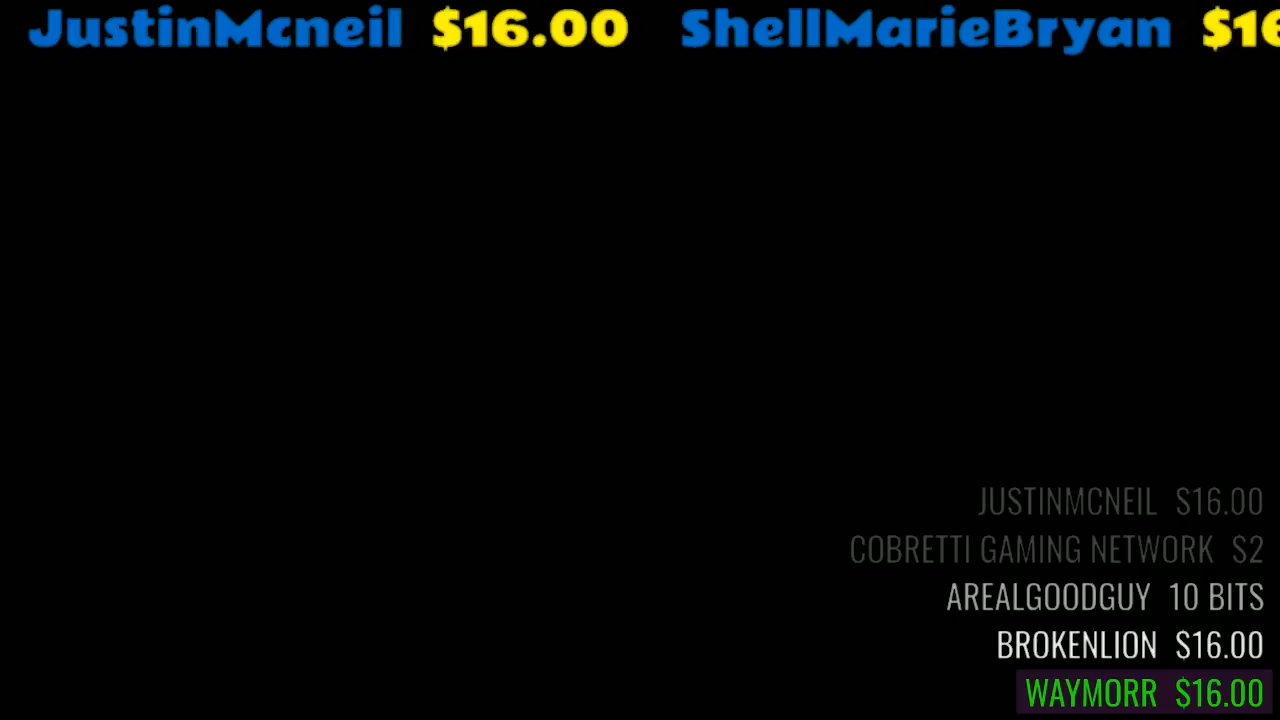 JustinMcneil $16.00 ShellMarieBryan $16
JUSTINMCNEIL $16.00
COBRETTI GAMING NETWORK $2
AREALGOODGUY 10 BITS
BROKENLION $16.00
WAYMORR $16.00